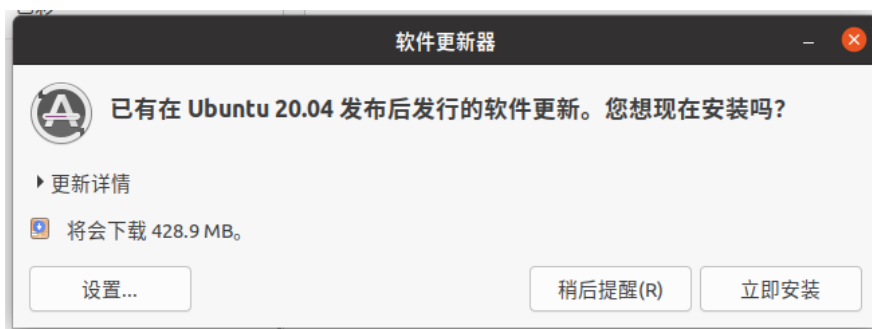 软件更新器
已有在 Ubuntu 20.04 发布后发行的软件更新。您想现在安装吗?
更新详情
将会下载 428.9 MB。
设置...
稍后提醒(R)
立即安装